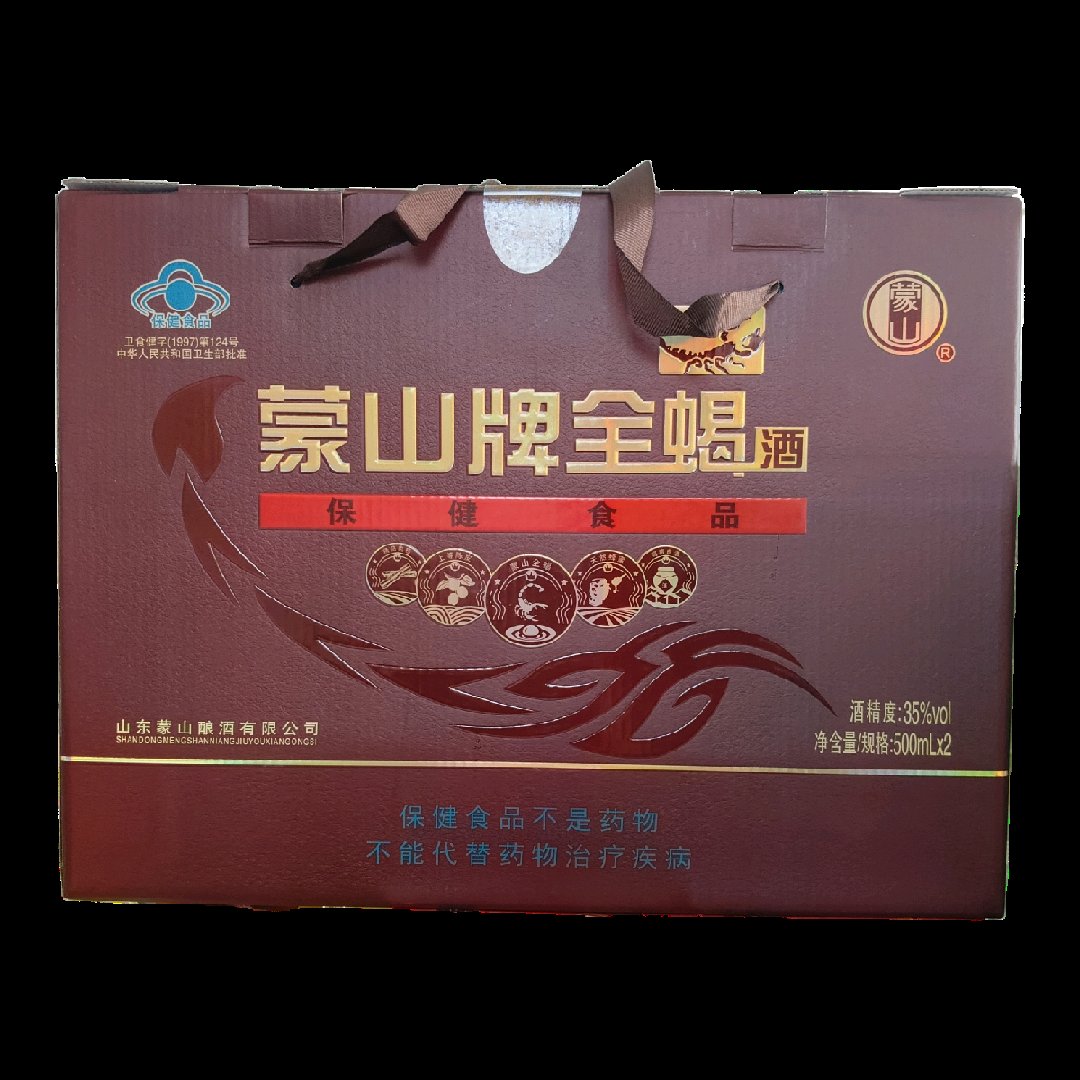 保健食品
卫食健字(1997)第124号
中华人民共和国卫生部批准
蒙山
®
蒙山牌全蝎酒
保健食品
蒙山全蝎
天然蜂蜜
山东蒙山酿酒有限公司
SHANDONGMENGSHANNIANGJIUYOUXIANGONGSI
酒精度:35%vol
净含量/规格:500mLx2
保健食品不是药物
不能代替药物治疗疾病